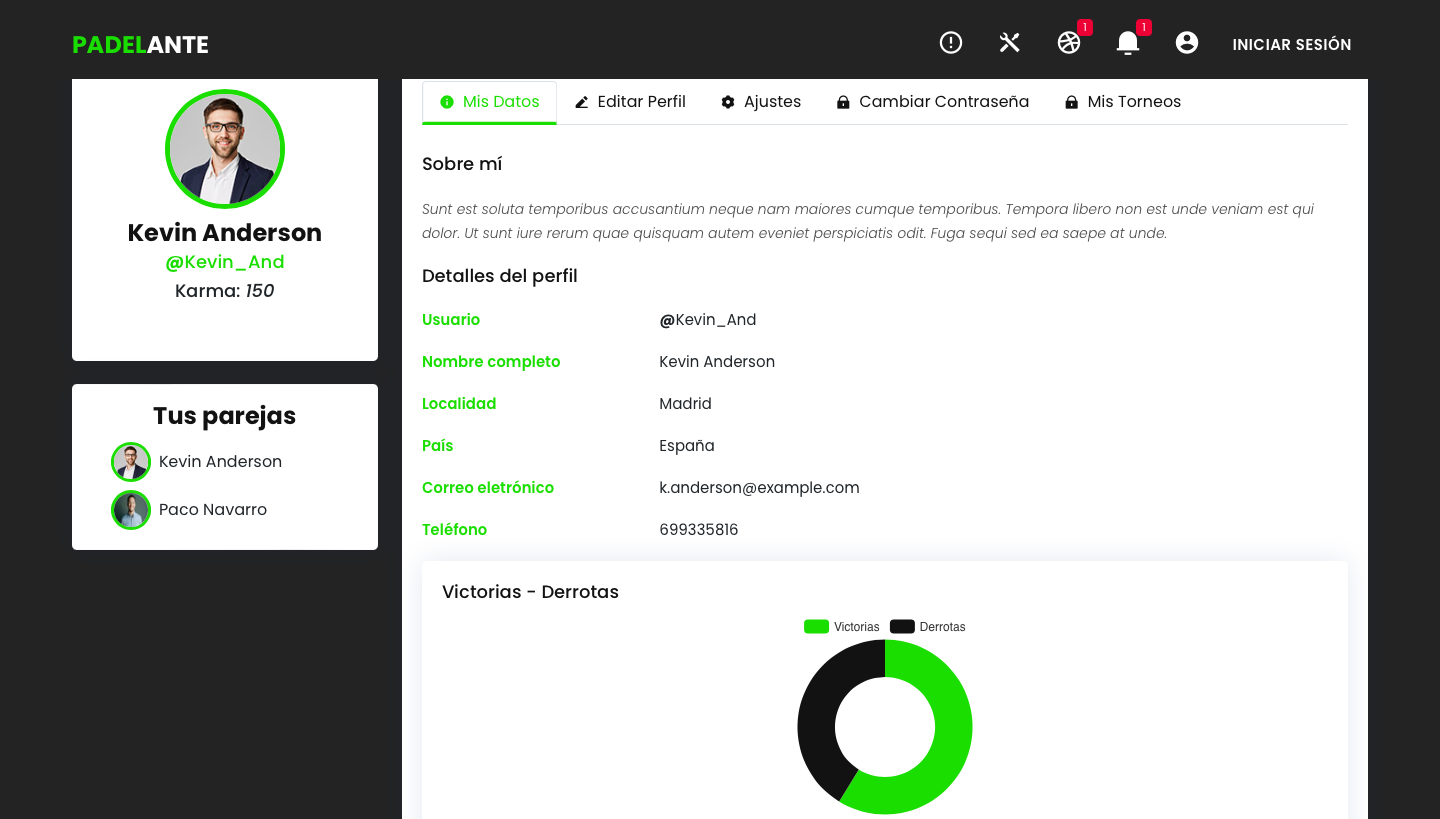 PADELANTE
1
1
INICIAR SESIÓN
Kevin Anderson
@Kevin_And
Karma: 150
Tus parejas
Kevin Anderson
Paco Navarro
Mis Datos
Editar Perfil
Ajustes
Cambiar Contraseña
Mis Torneos
Sobre mí
Sunt est soluta temporibus accusantium neque nam maiores cumque temporibus. Tempora libero non est unde veniam est qui
dolor. Ut sunt iure rerum quae quisquam autem eveniet perspiciatis odit. Fuga sequi sed ea saepe at unde.
Detalles del perfil
Usuario @Kevin_And
Nombre completo Kevin Anderson
Localidad Madrid
País España
Correo eletrónico k.anderson@example.com
Teléfono 699335816
Victorias - Derrotas
Victorias Derrotas